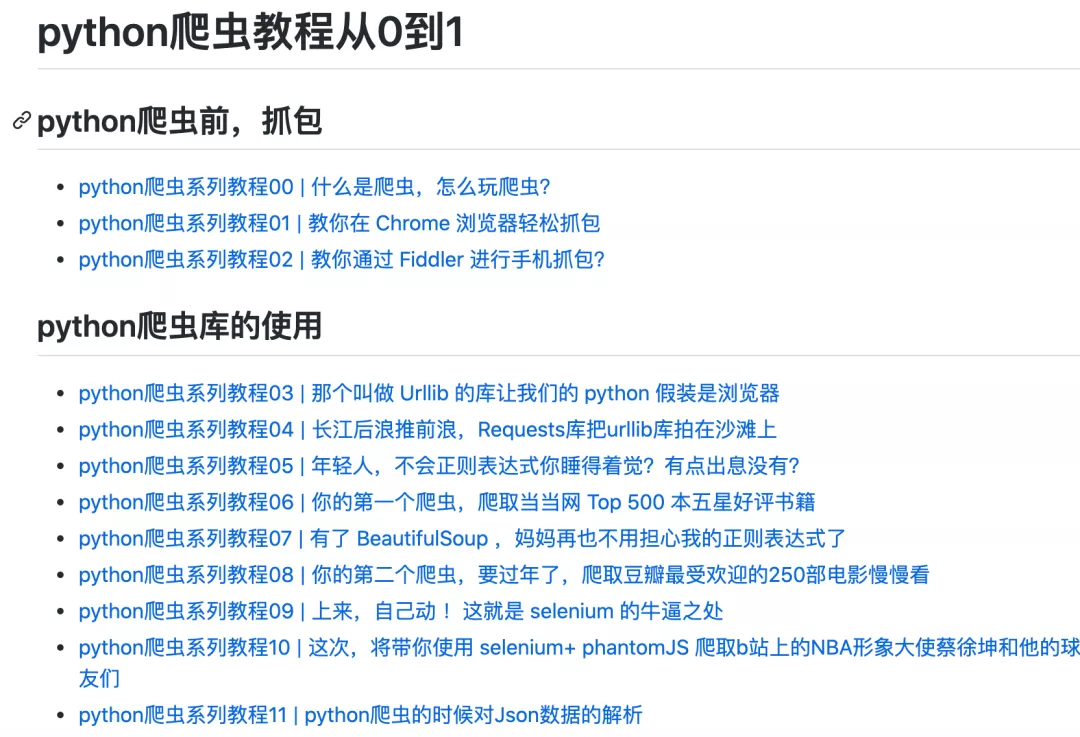 python爬虫教程从0到1
python爬虫前，抓包
python爬虫系列教程00 | 什么是爬虫，怎么玩爬虫？
python爬虫系列教程01 | 教你在 Chrome 浏览器轻松抓包
python爬虫系列教程02 | 教你通过 Fiddler 进行手机抓包？
python爬虫库的使用
python爬虫系列教程03 | 那个叫做 Urllib 的库让我们的 python 假装是浏览器
python爬虫系列教程04 | 长江后浪推前浪，Requests库把urllib库拍在沙滩上
python爬虫系列教程05 | 年轻人，不会正则表达式你睡得着觉？有点出息没有？
python爬虫系列教程06 | 你的第一个爬虫，爬取当当网 Top 500 本五星好评书籍
python爬虫系列教程07 | 有了 BeautifulSoup ，妈妈再也不用担心我的正则表达式了
python爬虫系列教程08 | 你的第二个爬虫，要过年了，爬取豆瓣最受欢迎的250部电影慢慢看
python爬虫系列教程09 | 上来，自己动 ！这就是 selenium 的牛逼之处
python爬虫系列教程10 | 这次，将带你使用 selenium+ phantomJS 爬取b站上的NBA形象大使蔡徐坤和他的球
友们
python爬虫系列教程11 | python爬虫的时候对Json数据的解析